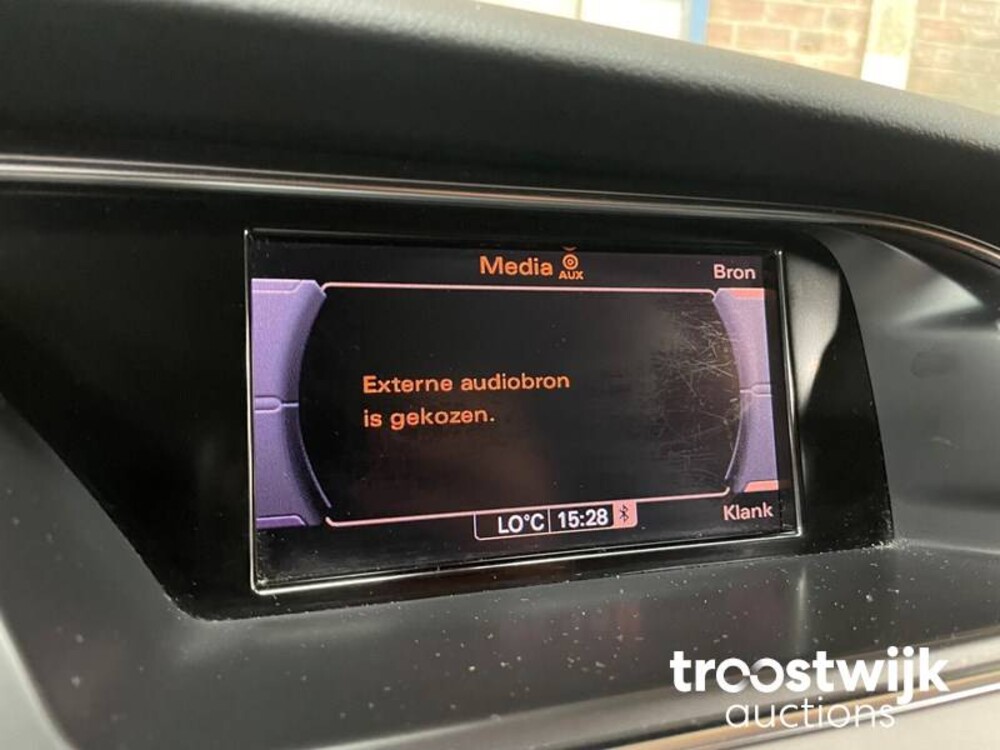 Media AUX
Bron
Externe audiobron
is gekozen.
LO°C 15:28
Klank
troostwijk
auctions